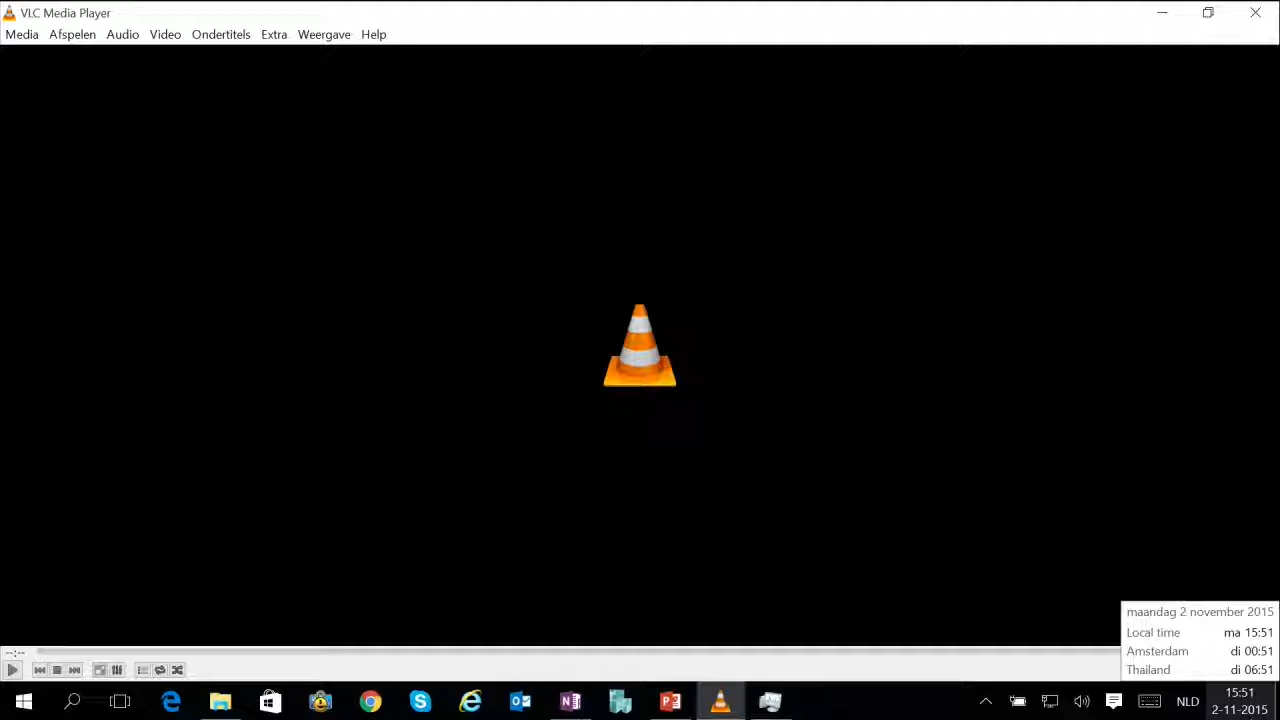 VLC Media Player
Media Afspelen Audio Video Ondertitels Extra Weergave Help
maandag 2 november 2015
Local time ma 15:51
Amsterdam di 00:51
Thailand di 06:51
--:--
NLD 15:51
2-11-2015